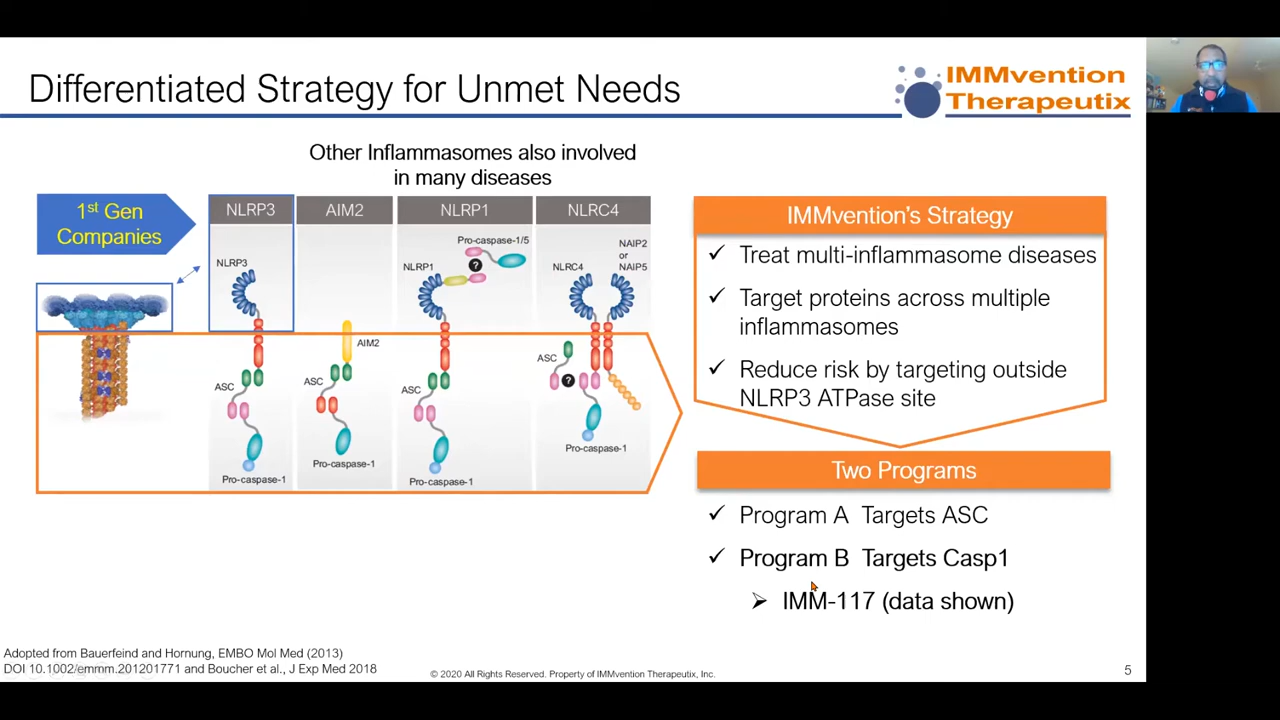 Differentiated Strategy for Unmet Needs
IMMvention
Therapeutix
Other Inflammasomes also involved
in many diseases
1st Gen
Companies
NLRP3
AIM2
NLRP1
NLRC4
NLRP3
Pro-caspase-1/5
?
NLRP1
NAIP2
or
NAIP5
NLRC4
AIM2
ASC
ASC
ASC
ASC
?
Pro-caspase-1
Pro-caspase-1
Pro-caspase-1
Pro-caspase-1
IMMvention's Strategy
✓ Treat multi-inflammasome diseases
✓ Target proteins across multiple
inflammasomes
✓ Reduce risk by targeting outside
NLRP3 ATPase site
Two Programs
✓ Program A Targets ASC
✓ Program B Targets Casp1
➢ IMM-117 (data shown)
Adopted from Bauerfeind and Hornung, EMBO Mol Med (2013)
DOI 10.1002/emmm.201201771 and Boucher et al., J Exp Med 2018
© 2020 All Rights Reserved. Property of IMMvention Therapeutix, Inc.
5